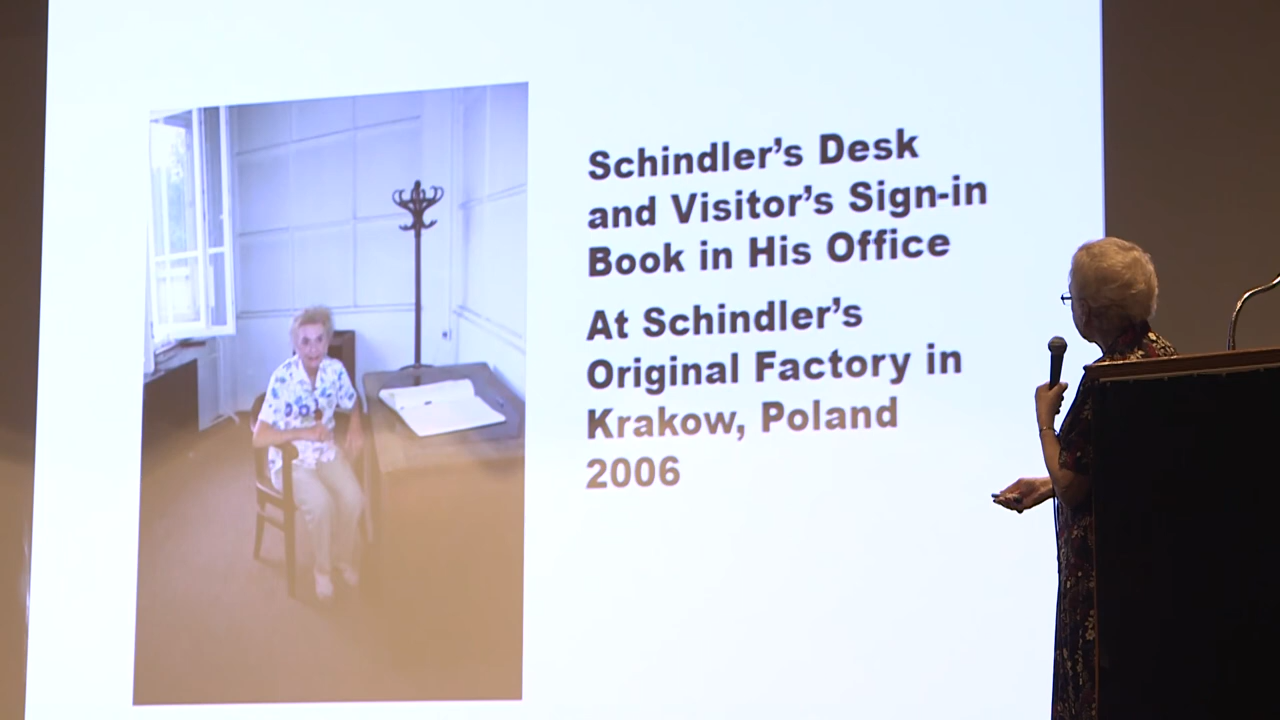 Schindler’s Desk
and Visitor’s Sign-in
Book in His Office
At Schindler’s
Original Factory in
Krakow, Poland
2006